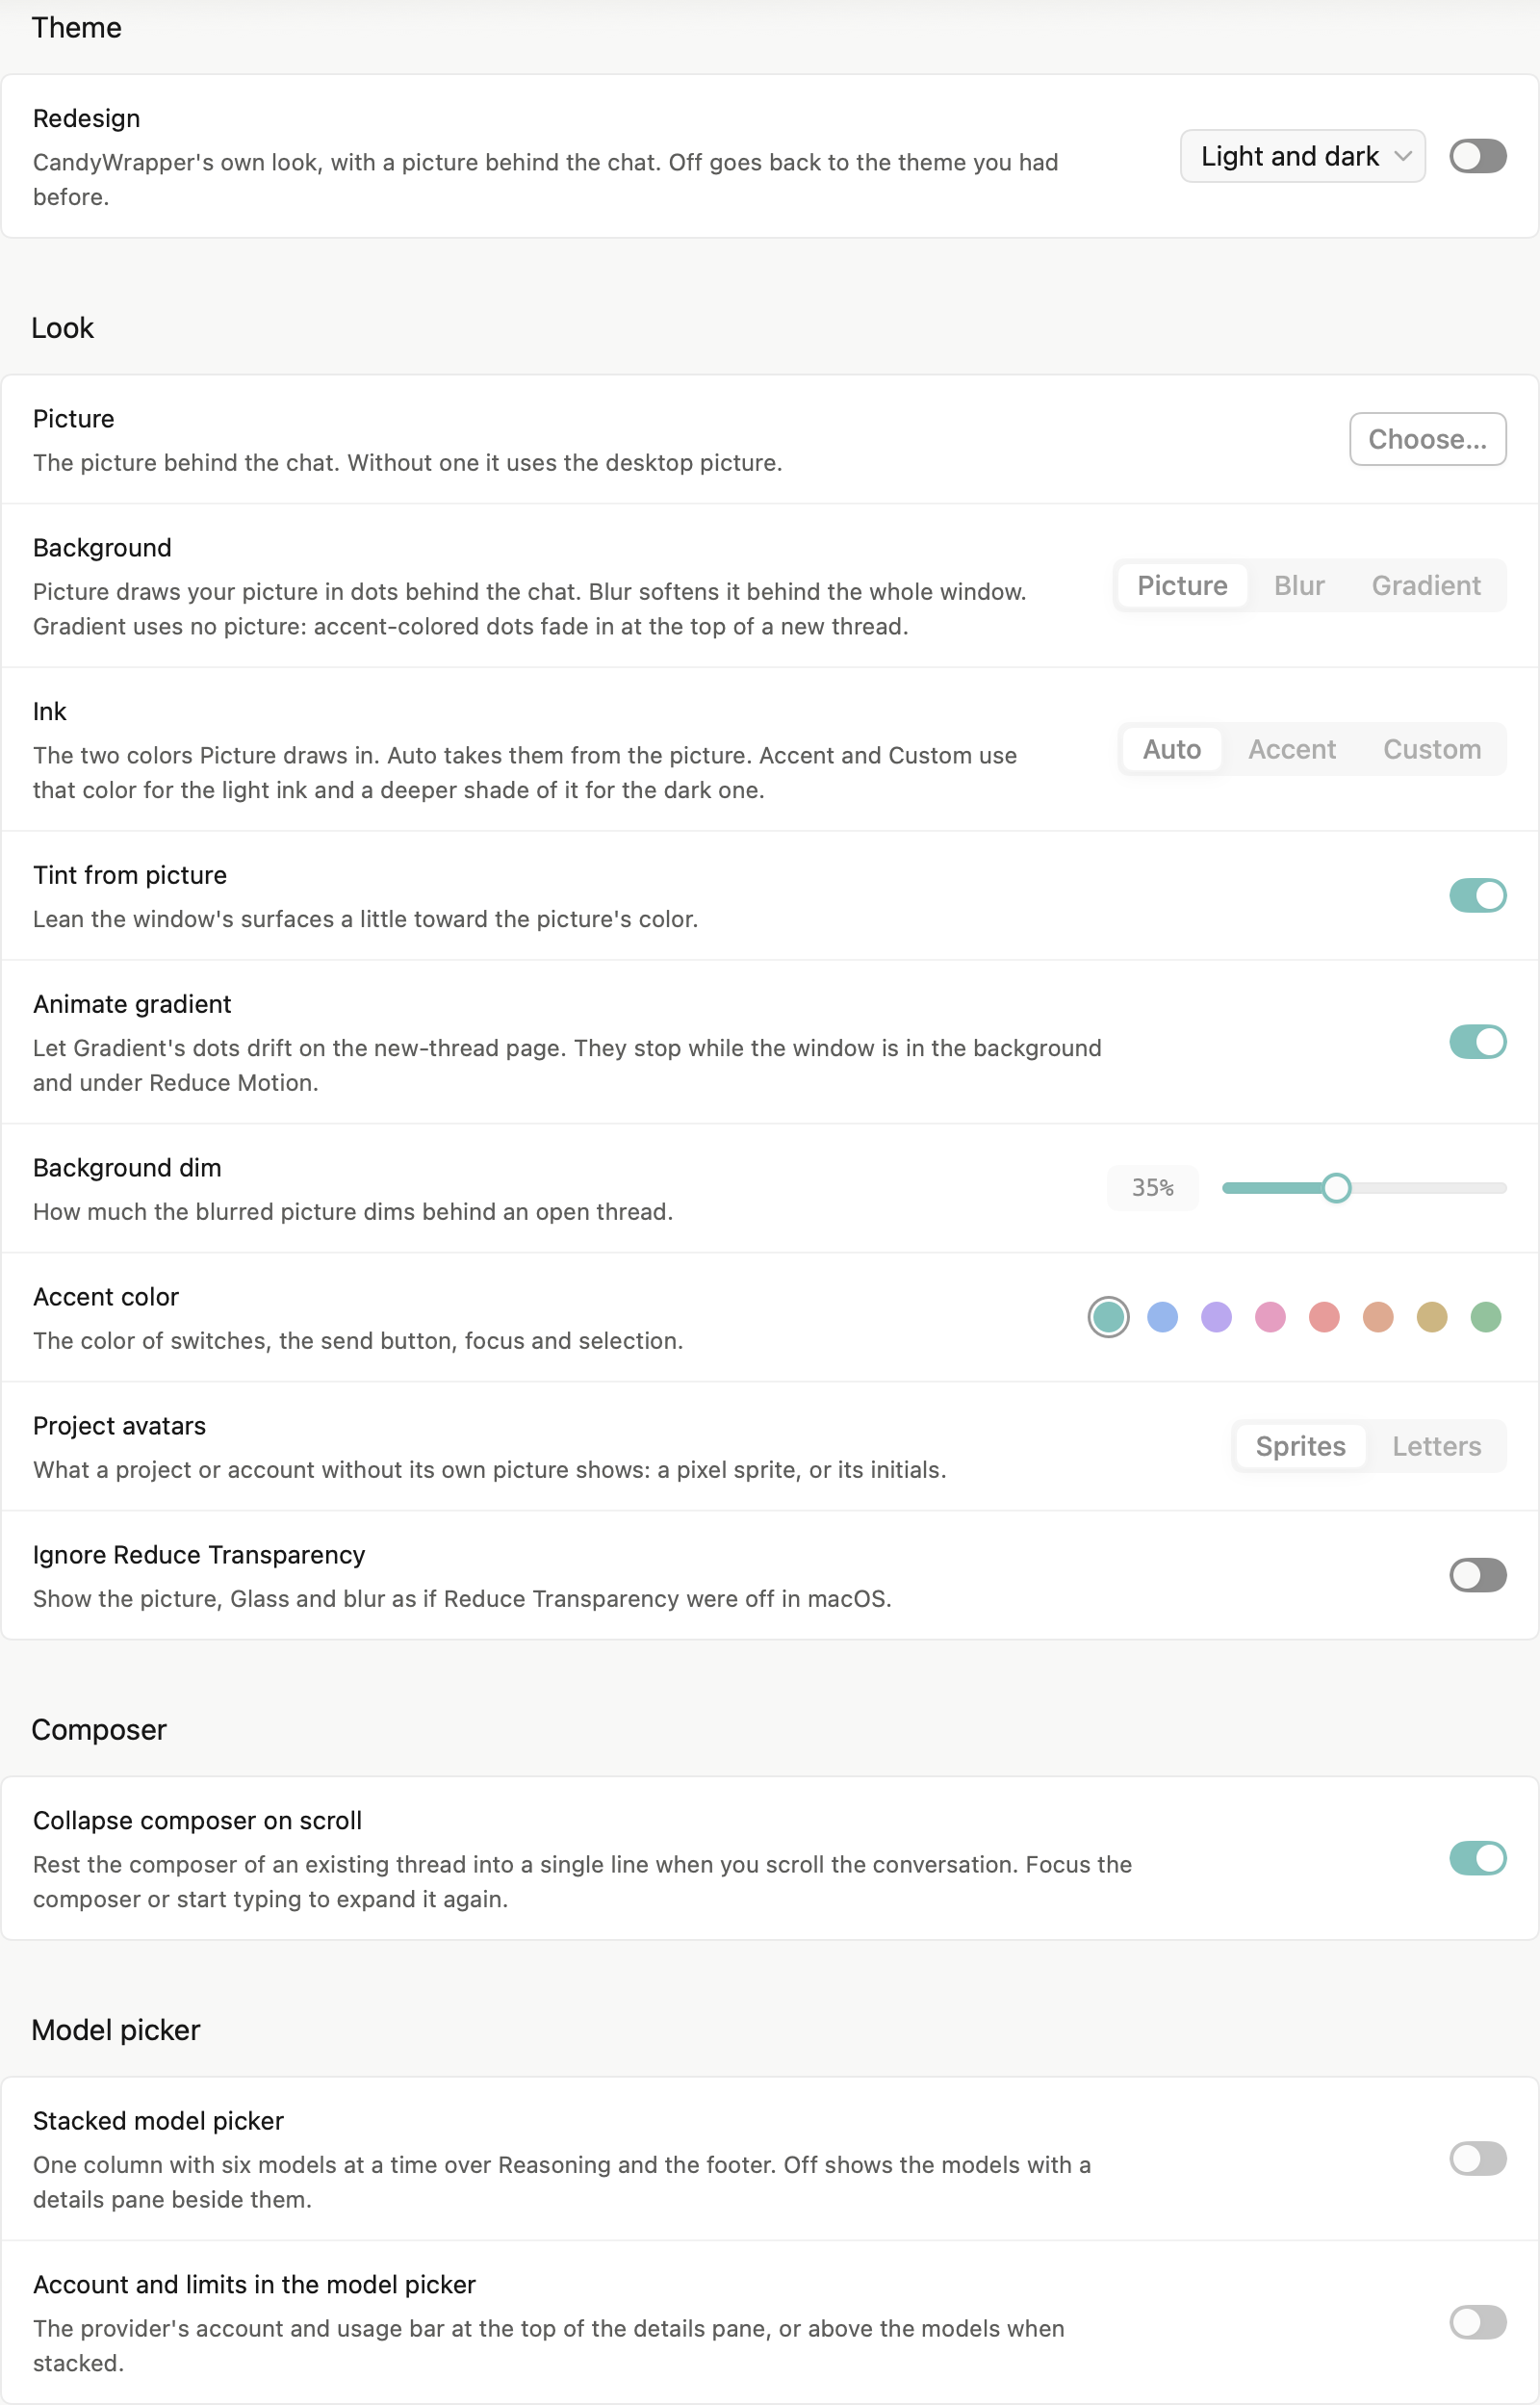 Theme
Redesign
CandyWrapper's own look, with a picture behind the chat. Off goes back to the theme you had
before.
Light and dark
Look
Picture
The picture behind the chat. Without one it uses the desktop picture.
Choose...
Background
Picture draws your picture in dots behind the chat. Blur softens it behind the whole window.
Gradient uses no picture: accent-colored dots fade in at the top of a new thread.
Picture Blur Gradient
Ink
The two colors Picture draws in. Auto takes them from the picture. Accent and Custom use
that color for the light ink and a deeper shade of it for the dark one.
Auto Accent Custom
Tint from picture
Lean the window's surfaces a little toward the picture's color.
Animate gradient
Let Gradient's dots drift on the new-thread page. They stop while the window is in the background
and under Reduce Motion.
Background dim
How much the blurred picture dims behind an open thread.
35%
Accent color
The color of switches, the send button, focus and selection.
Project avatars
What a project or account without its own picture shows: a pixel sprite, or its initials.
Sprites Letters
Ignore Reduce Transparency
Show the picture, Glass and blur as if Reduce Transparency were off in macOS.
Composer
Collapse composer on scroll
Rest the composer of an existing thread into a single line when you scroll the conversation. Focus the
composer or start typing to expand it again.
Model picker
Stacked model picker
One column with six models at a time over Reasoning and the footer. Off shows the models with a
details pane beside them.
Account and limits in the model picker
The provider's account and usage bar at the top of the details pane, or above the models when
stacked.